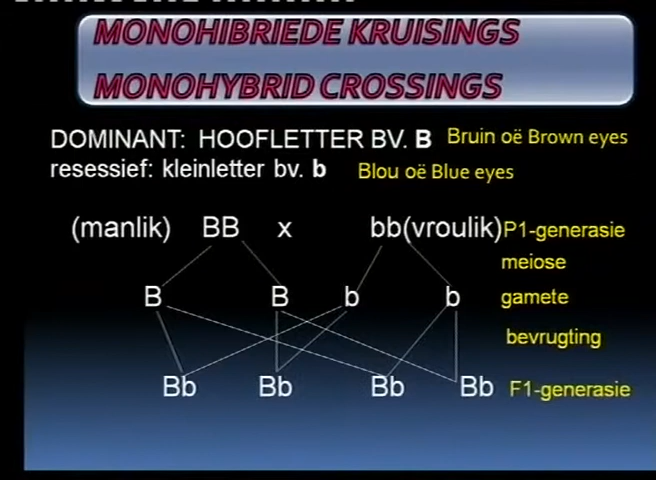 MONOHIBRIEDE KRUISINGS
MONOHYBRID CROSSINGS
DOMINANT: HOOFLETTER BV. B Bruin oë Brown eyes
resessief: kleinletter bv. b Blou oë Blue eyes
(manlik) BB x bb(vroulik) P1-generasie
meiose
B B b b gamete
bevrugting
Bb Bb Bb Bb F1-generasie